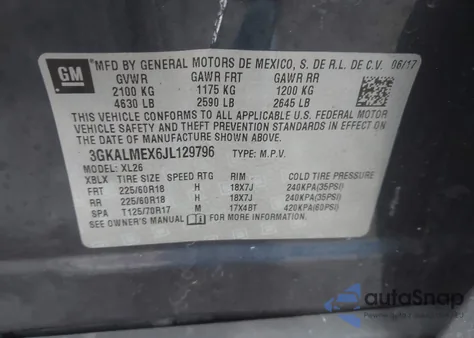 GM
MFD BY GENERAL MOTORS DE MEXICO, S. DE R.L. DE C.V. 06/17
GVWR GAWR FRT GAWR RR
2100 KG 1175 KG 1200 KG
4630 LB 2590 LB 2645 LB
THIS VEHICLE CONFORMS TO ALL APPLICABLE U.S. FEDERAL MOTOR
VEHICLE SAFETY AND THEFT PREVENTION STANDARDS IN EFFECT ON
THE DATE OF MANUFACTURE SHOWN ABOVE.
3GKALMEX6JL129796 TYPE: M.P.V.
MODEL: XL26
XBLX TIRE SIZE SPEED RTG RIM COLD TIRE PRESSURE
FRT 225/60R18 H 18X7J 240KPA(35PSI)
RR 225/60R18 H 18X7J 240KPA(35PSI)
SPA T125/70R17 M 17X4BT 420KPA(60PSI)
SEE OWNER'S MANUAL FOR ADDITIONAL INFORMATION.
autoSnap